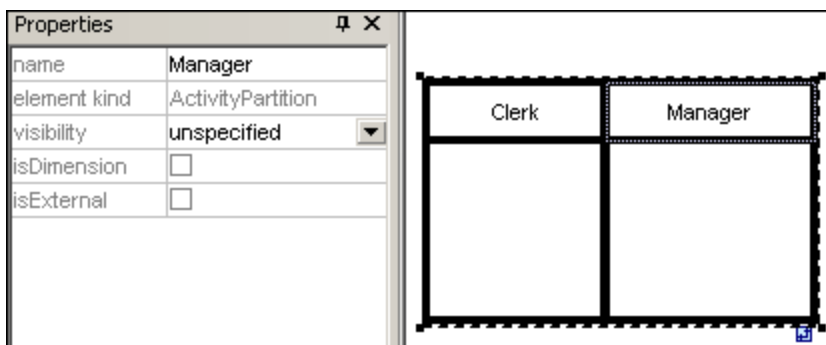 Properties
name Manager
element kind ActivityPartition
visibility unspecified
isDimension
isExternal
Clerk Manager